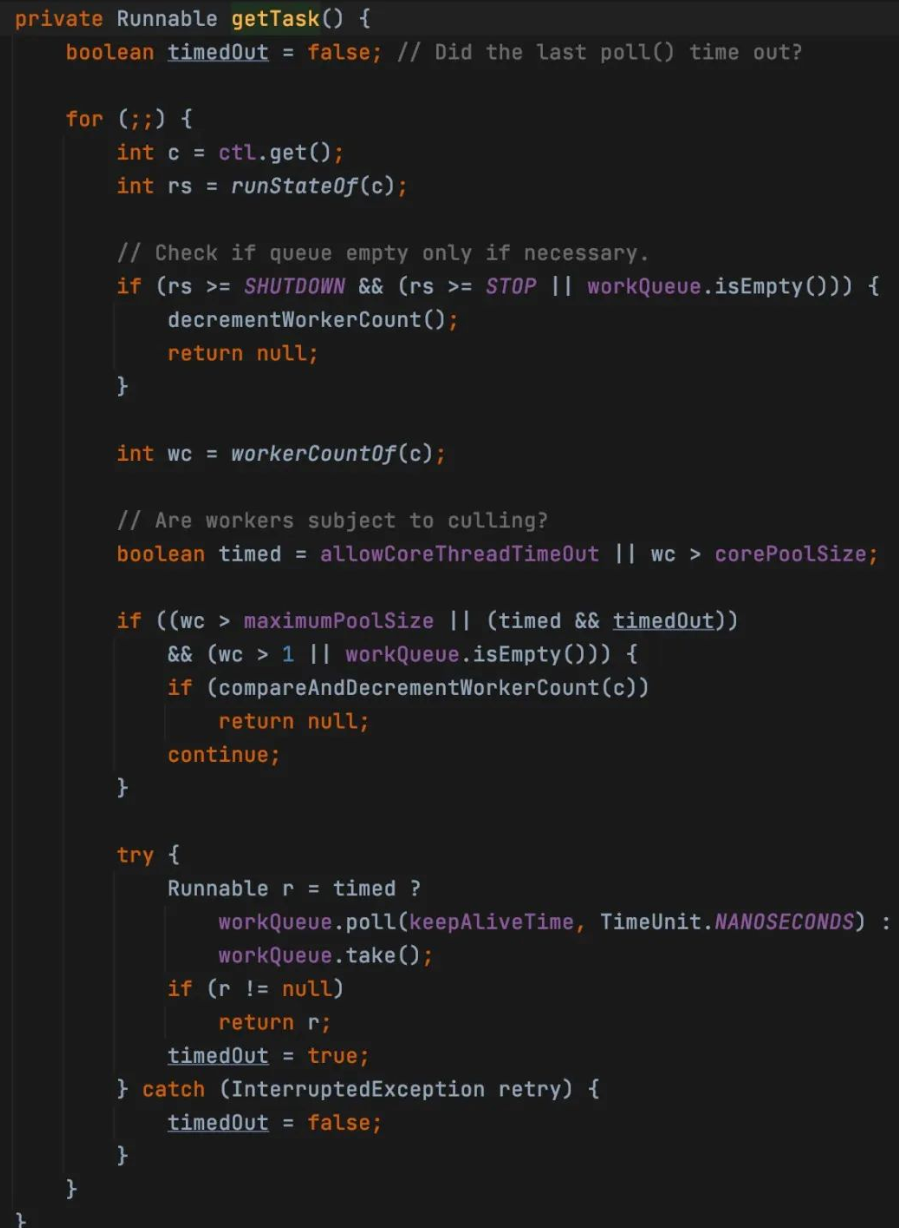 private Runnable getTask() {
    boolean timedOut = false; // Did the last poll() time out?

    for (;;) {
        int c = ctl.get();
        int rs = runStateOf(c);

        // Check if queue empty only if necessary.
        if (rs >= SHUTDOWN && (rs >= STOP || workQueue.isEmpty())) {
            decrementWorkerCount();
            return null;
        }

        int wc = workerCountOf(c);

        // Are workers subject to culling?
        boolean timed = allowCoreThreadTimeOut || wc > corePoolSize;

        if ((wc > maximumPoolSize || (timed && timedOut))
            && (wc > 1 || workQueue.isEmpty())) {
            if (compareAndDecrementWorkerCount(c))
                return null;
            continue;
        }

        try {
            Runnable r = timed ?
                workQueue.poll(keepAliveTime, TimeUnit.NANOSECONDS) :
                workQueue.take();
            if (r != null)
                return r;
            timedOut = true;
        } catch (InterruptedException retry) {
            timedOut = false;
        }
    }
}